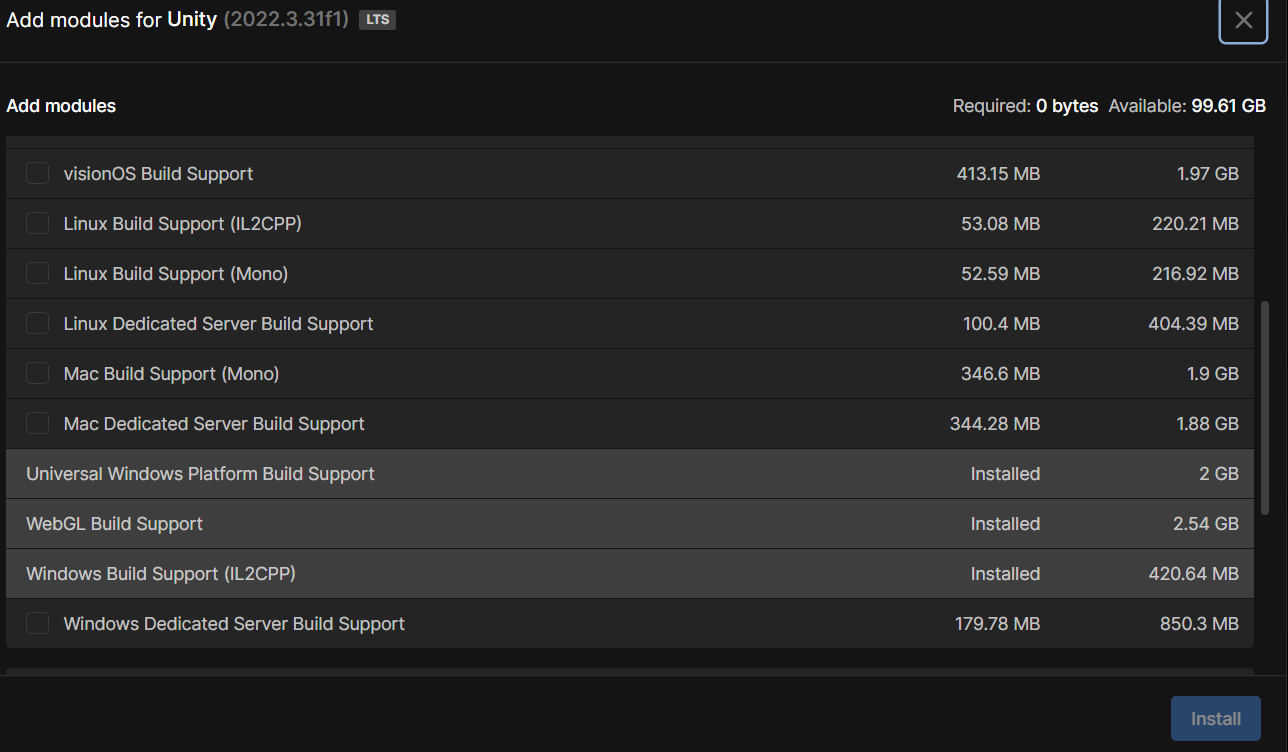 Add modules for Unity (2022.3.31f1) LTS
Add modules Required: 0 bytes Available: 99.61 GB
visionOS Build Support 413.15 MB 1.97 GB
Linux Build Support (IL2CPP) 53.08 MB 220.21 MB
Linux Build Support (Mono) 52.59 MB 216.92 MB
Linux Dedicated Server Build Support 100.4 MB 404.39 MB
Mac Build Support (Mono) 346.6 MB 1.9 GB
Mac Dedicated Server Build Support 344.28 MB 1.88 GB
Universal Windows Platform Build Support Installed 2 GB
WebGL Build Support Installed 2.54 GB
Windows Build Support (IL2CPP) Installed 420.64 MB
Windows Dedicated Server Build Support 179.78 MB 850.3 MB
Install